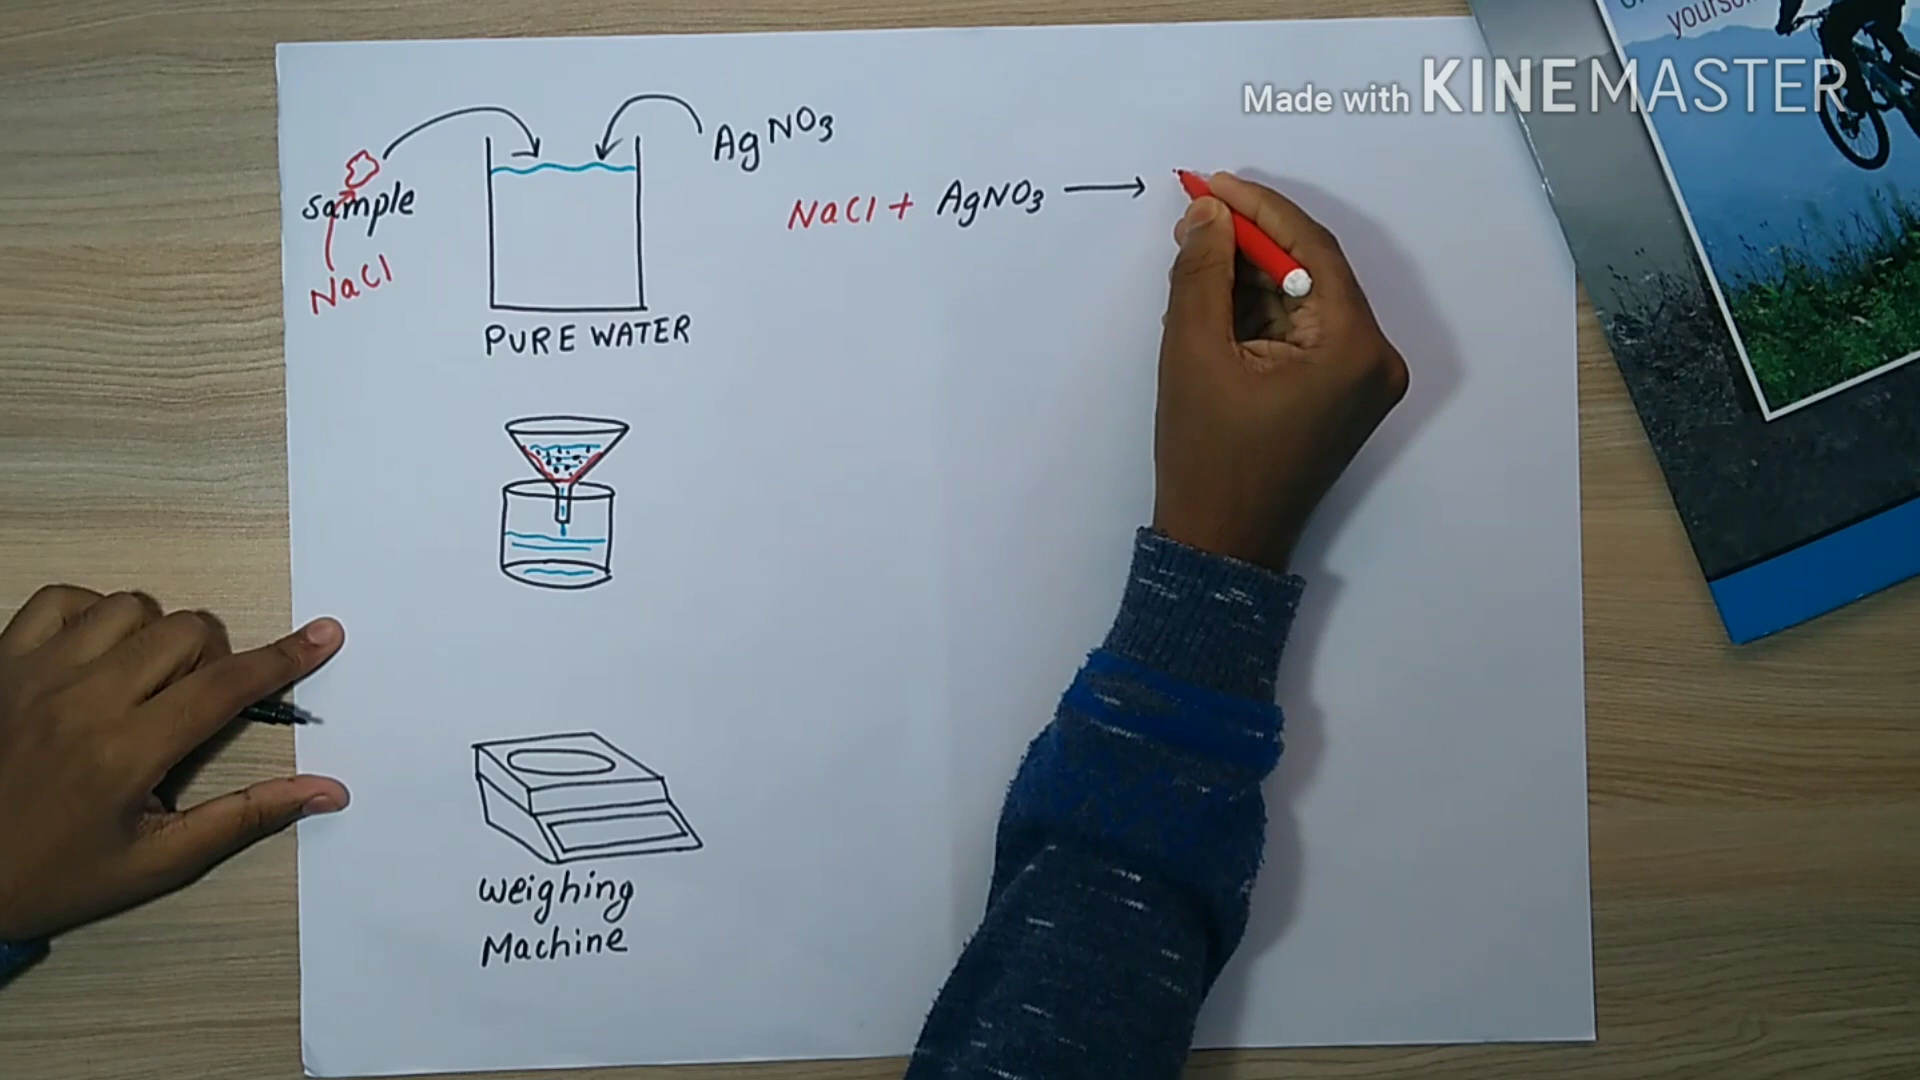 Made with KINEMASTER
AgNO3
sample
NaCl
NaCl + AgNO3 →
PURE WATER
Weighing
Machine